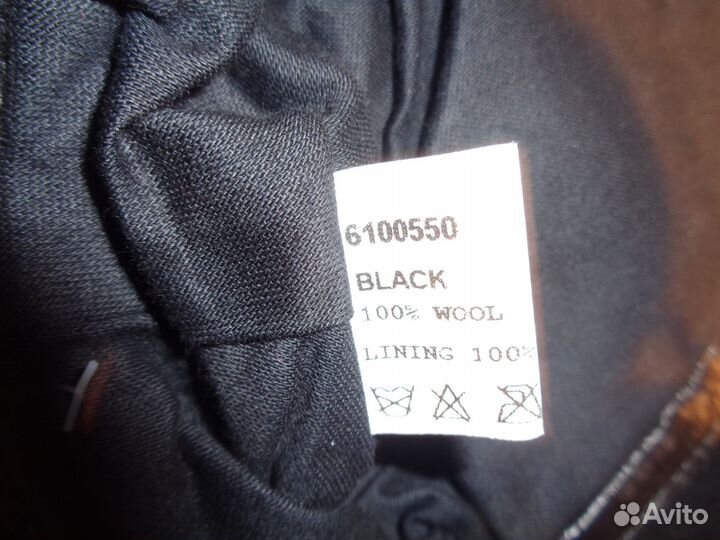 6100550
BLACK
100% WOOL
LINING 100%
Avito